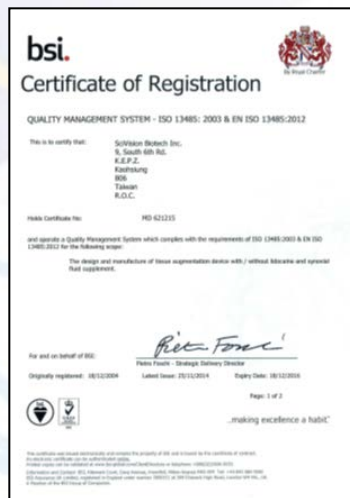 bsi.
By Royal Charter
Certificate of Registration
QUALITY MANAGEMENT SYSTEM - ISO 13485: 2003 & EN ISO 13485:2012
This is to certify that:
SciVision Biotech Inc.
9, South 6th Rd.
K.E.P.Z.
Kaohsiung
806
Taiwan
R.O.C.
Holds Certificate No:
MD 621215
and operate a Quality Management System which complies with the requirements of ISO 13485:2003 & EN ISO
13485:2012 for the following scope:
The design and manufacture of tissue augmentation device with / without lidocaine and synovial
fluid supplement.
For and on behalf of BSI:
Pietro Foschi - Strategic Delivery Director
Originally registered: 18/12/2004
Latest Issue: 25/11/2014
Expiry Date: 18/12/2016
Page: 1 of 2
...making excellence a habit.